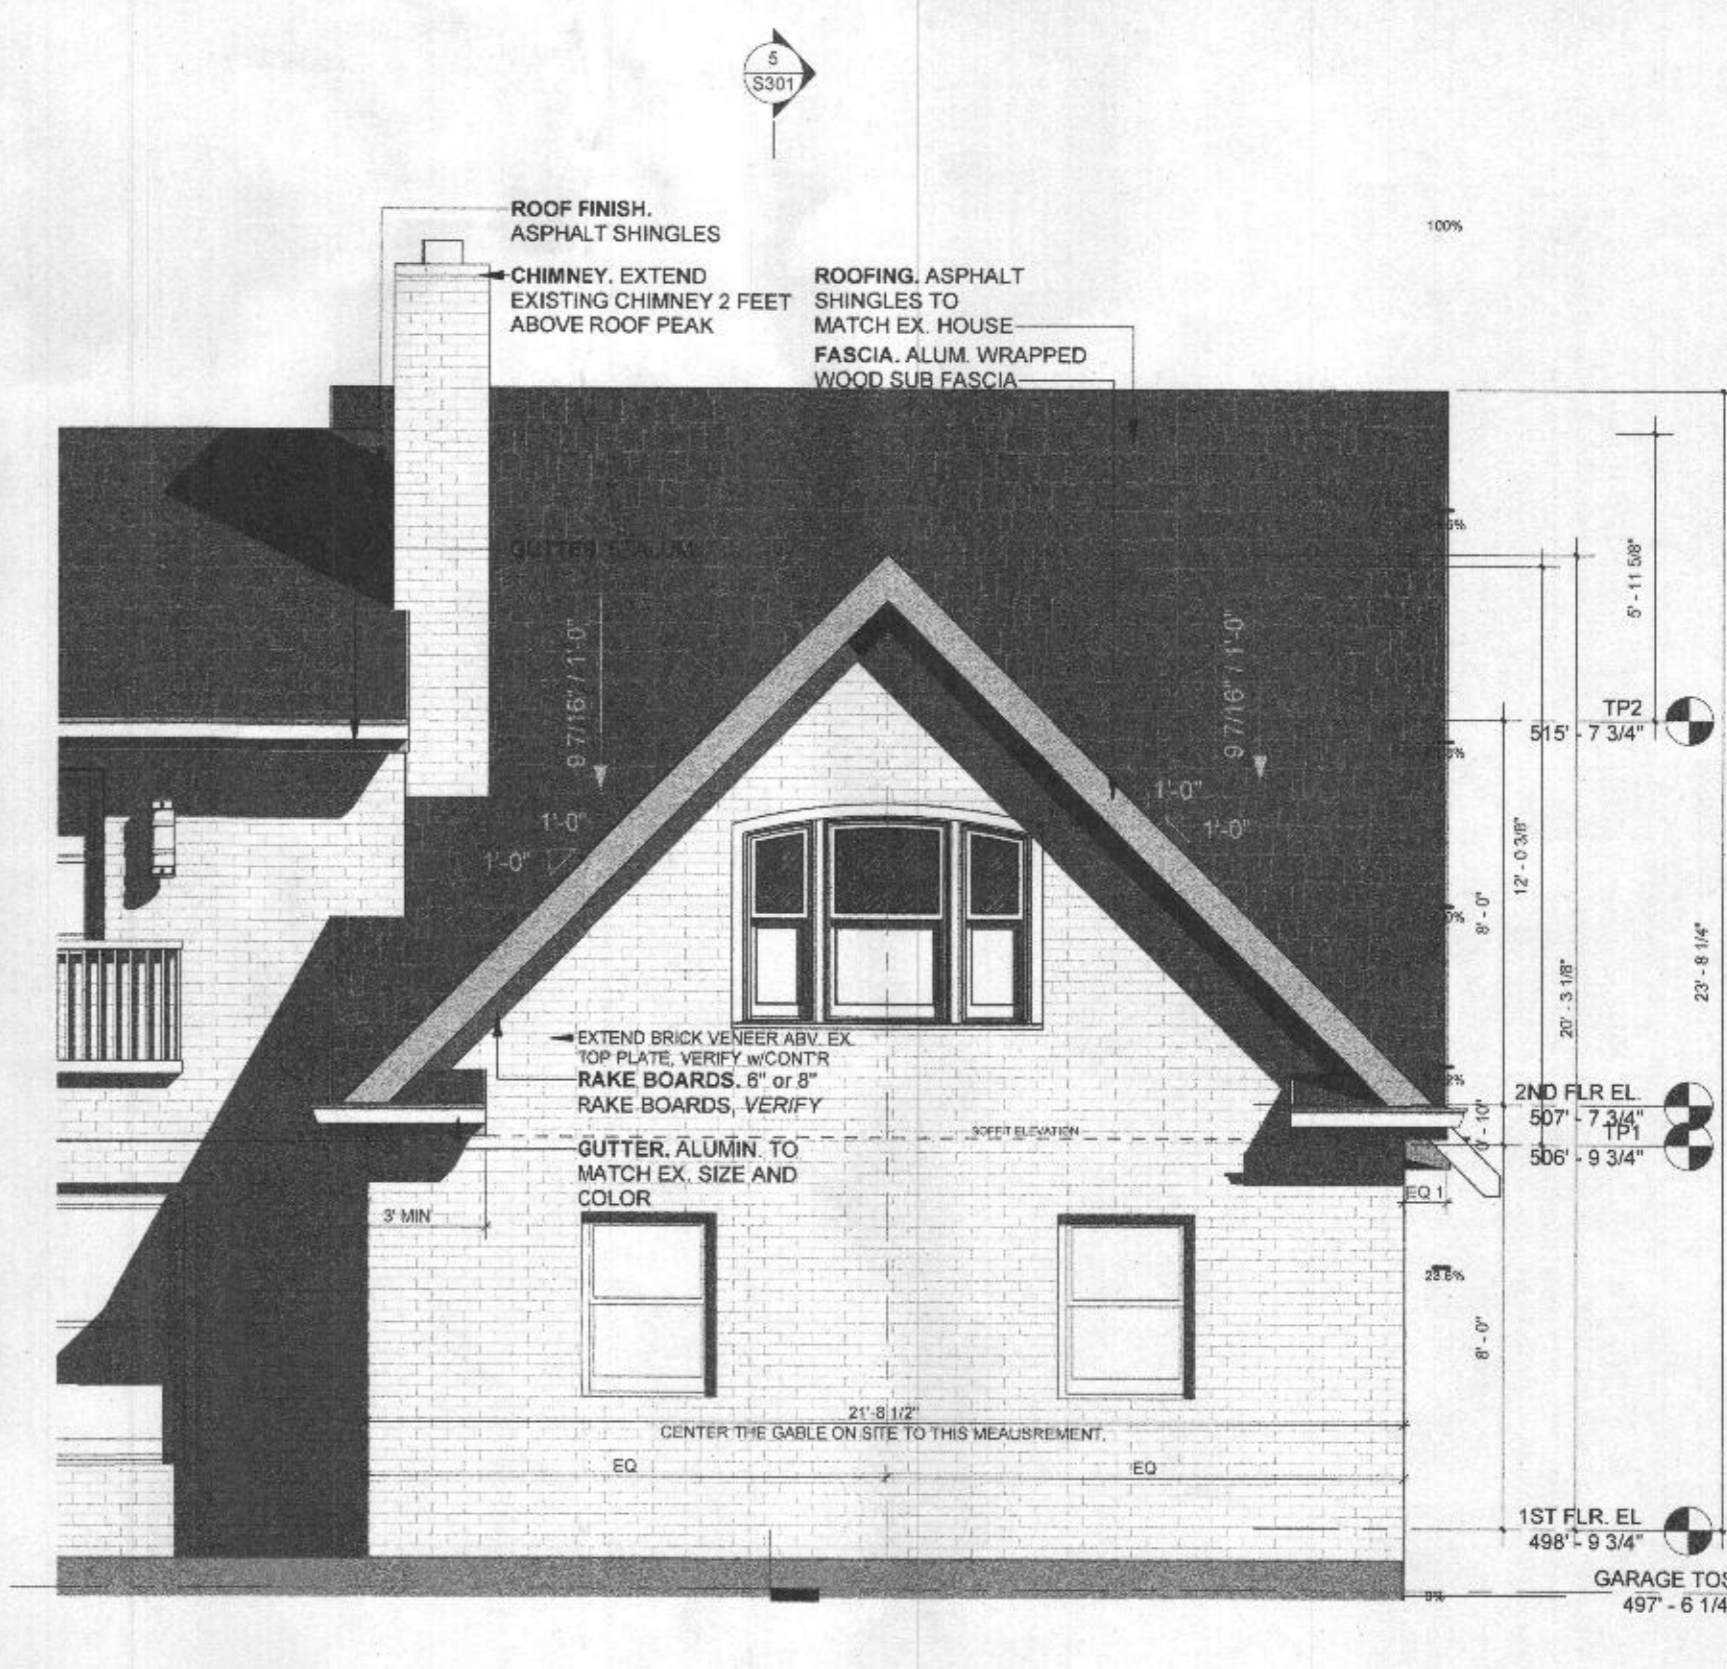 5
S301
ROOF FINISH.
ASPHALT SHINGLES
100%
CHIMNEY. EXTEND
EXISTING CHIMNEY 2 FEET
ABOVE ROOF PEAK
ROOFING. ASPHALT
SHINGLES TO
MATCH EX. HOUSE
FASCIA. ALUM. WRAPPED
WOOD SUB FASCIA
GUTTER
5' - 11 5/8"
9 7/16" / 1'-0"
9 7/16" / 1'-0"
TP2
515' - 7 3/4"
1'-0"
1'-0"
1'-0"
1'-0"
12' - 0 3/8"
8' - 0"
20' - 3 1/8"
23' - 8 1/4"
EXTEND BRICK VENEER ABV. EX.
TOP PLATE, VERIFY w/CONT'R
RAKE BOARDS. 6" or 8"
RAKE BOARDS, VERIFY
2ND FLR EL.
507' - 7 3/4"
TP1
506' - 9 3/4"
SOFFIT ELEVATION
GUTTER. ALUMIN. TO
MATCH EX. SIZE AND
COLOR
3' MIN
EQ 1
23.6%
8' - 0"
21'-8 1/2"
CENTER THE GABLE ON SITE TO THIS MEAUSREMENT.
EQ
EQ
1ST FLR. EL
498' - 9 3/4"
GARAGE TOS
497' - 6 1/4
0%